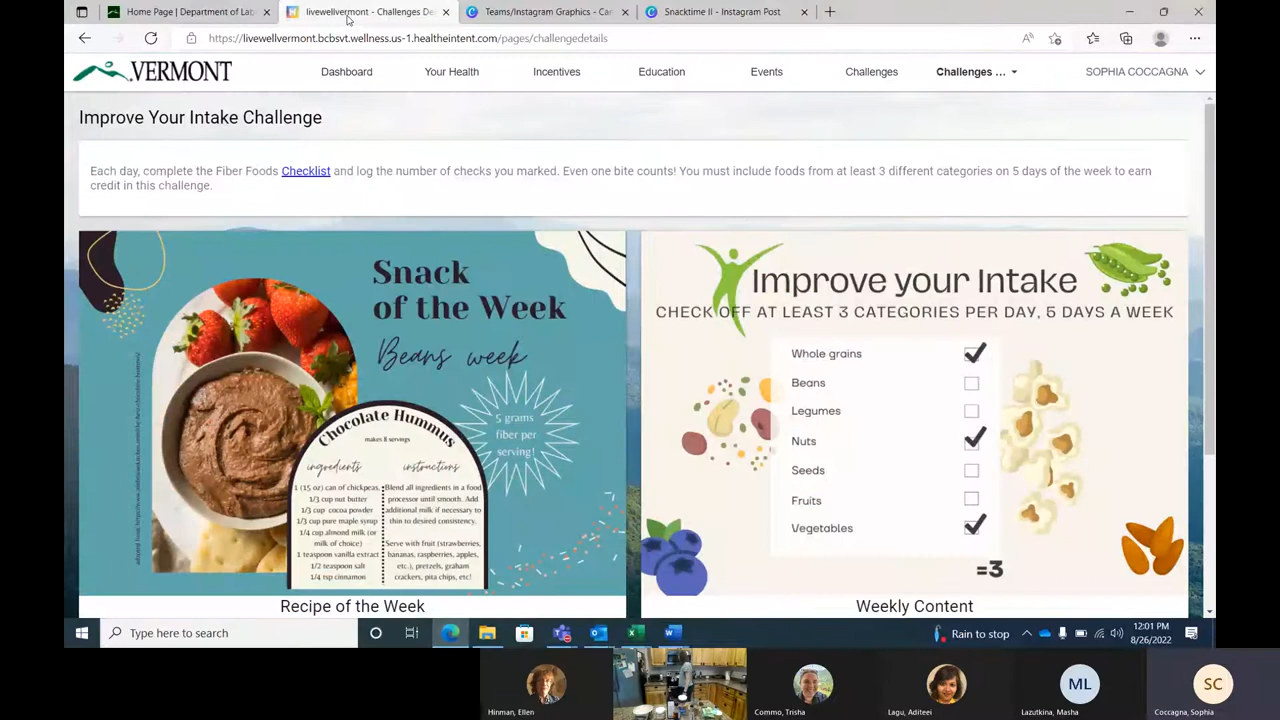 Home Page | Department of Lab
livewellvermont - Challenges De
Teams/Instagram Graphics - Can
Snacktime II - Instagram Post
https://livewellvermont.bcbsvt.wellness.us-1.healtheintent.com/pages/challengedetails
VERMONT
Dashboard
Your Health
Incentives
Education
Events
Challenges
Challenges ...
SOPHIA COCCAGNA
Improve Your Intake Challenge
Each day, complete the Fiber Foods Checklist and log the number of checks you marked. Even one bite counts! You must include foods from at least 3 different categories on 5 days of the week to earn
credit in this challenge.
Snack
of the Week
Beans week
5 grams
fiber per
serving!
Chocolate Hummus
makes 8 servings
ingredients
1 (15 oz) can of chickpeas
1/3 cup nut butter
1/3 cup cocoa powder
1/3 cup pure maple syrup
1/4 cup almond milk (or
milk of choice)
1 teaspoon vanilla extract
1/2 teaspoon salt
1/4 tsp cinnamon
instructions
Blend all ingredients in a food
processor until smooth. Add
additional milk if necessary to
thin to desired consistency.
Serve with fruit (strawberries,
bananas, raspberries, apples,
etc.), pretzels, graham
crackers, pita chips, etc!
Recipe of the Week
Improve your Intake
CHECK OFF AT LEAST 3 CATEGORIES PER DAY, 5 DAYS A WEEK
Whole grains
Beans
Legumes
Nuts
Seeds
Fruits
Vegetables
=3
Weekly Content
Type here to search
Rain to stop
12:01 PM
8/26/2022
Hinman, Ellen
Commo, Trisha
Lagu, Aditeei
ML
Lazutkina, Masha
SC
Coccagna, Sophia